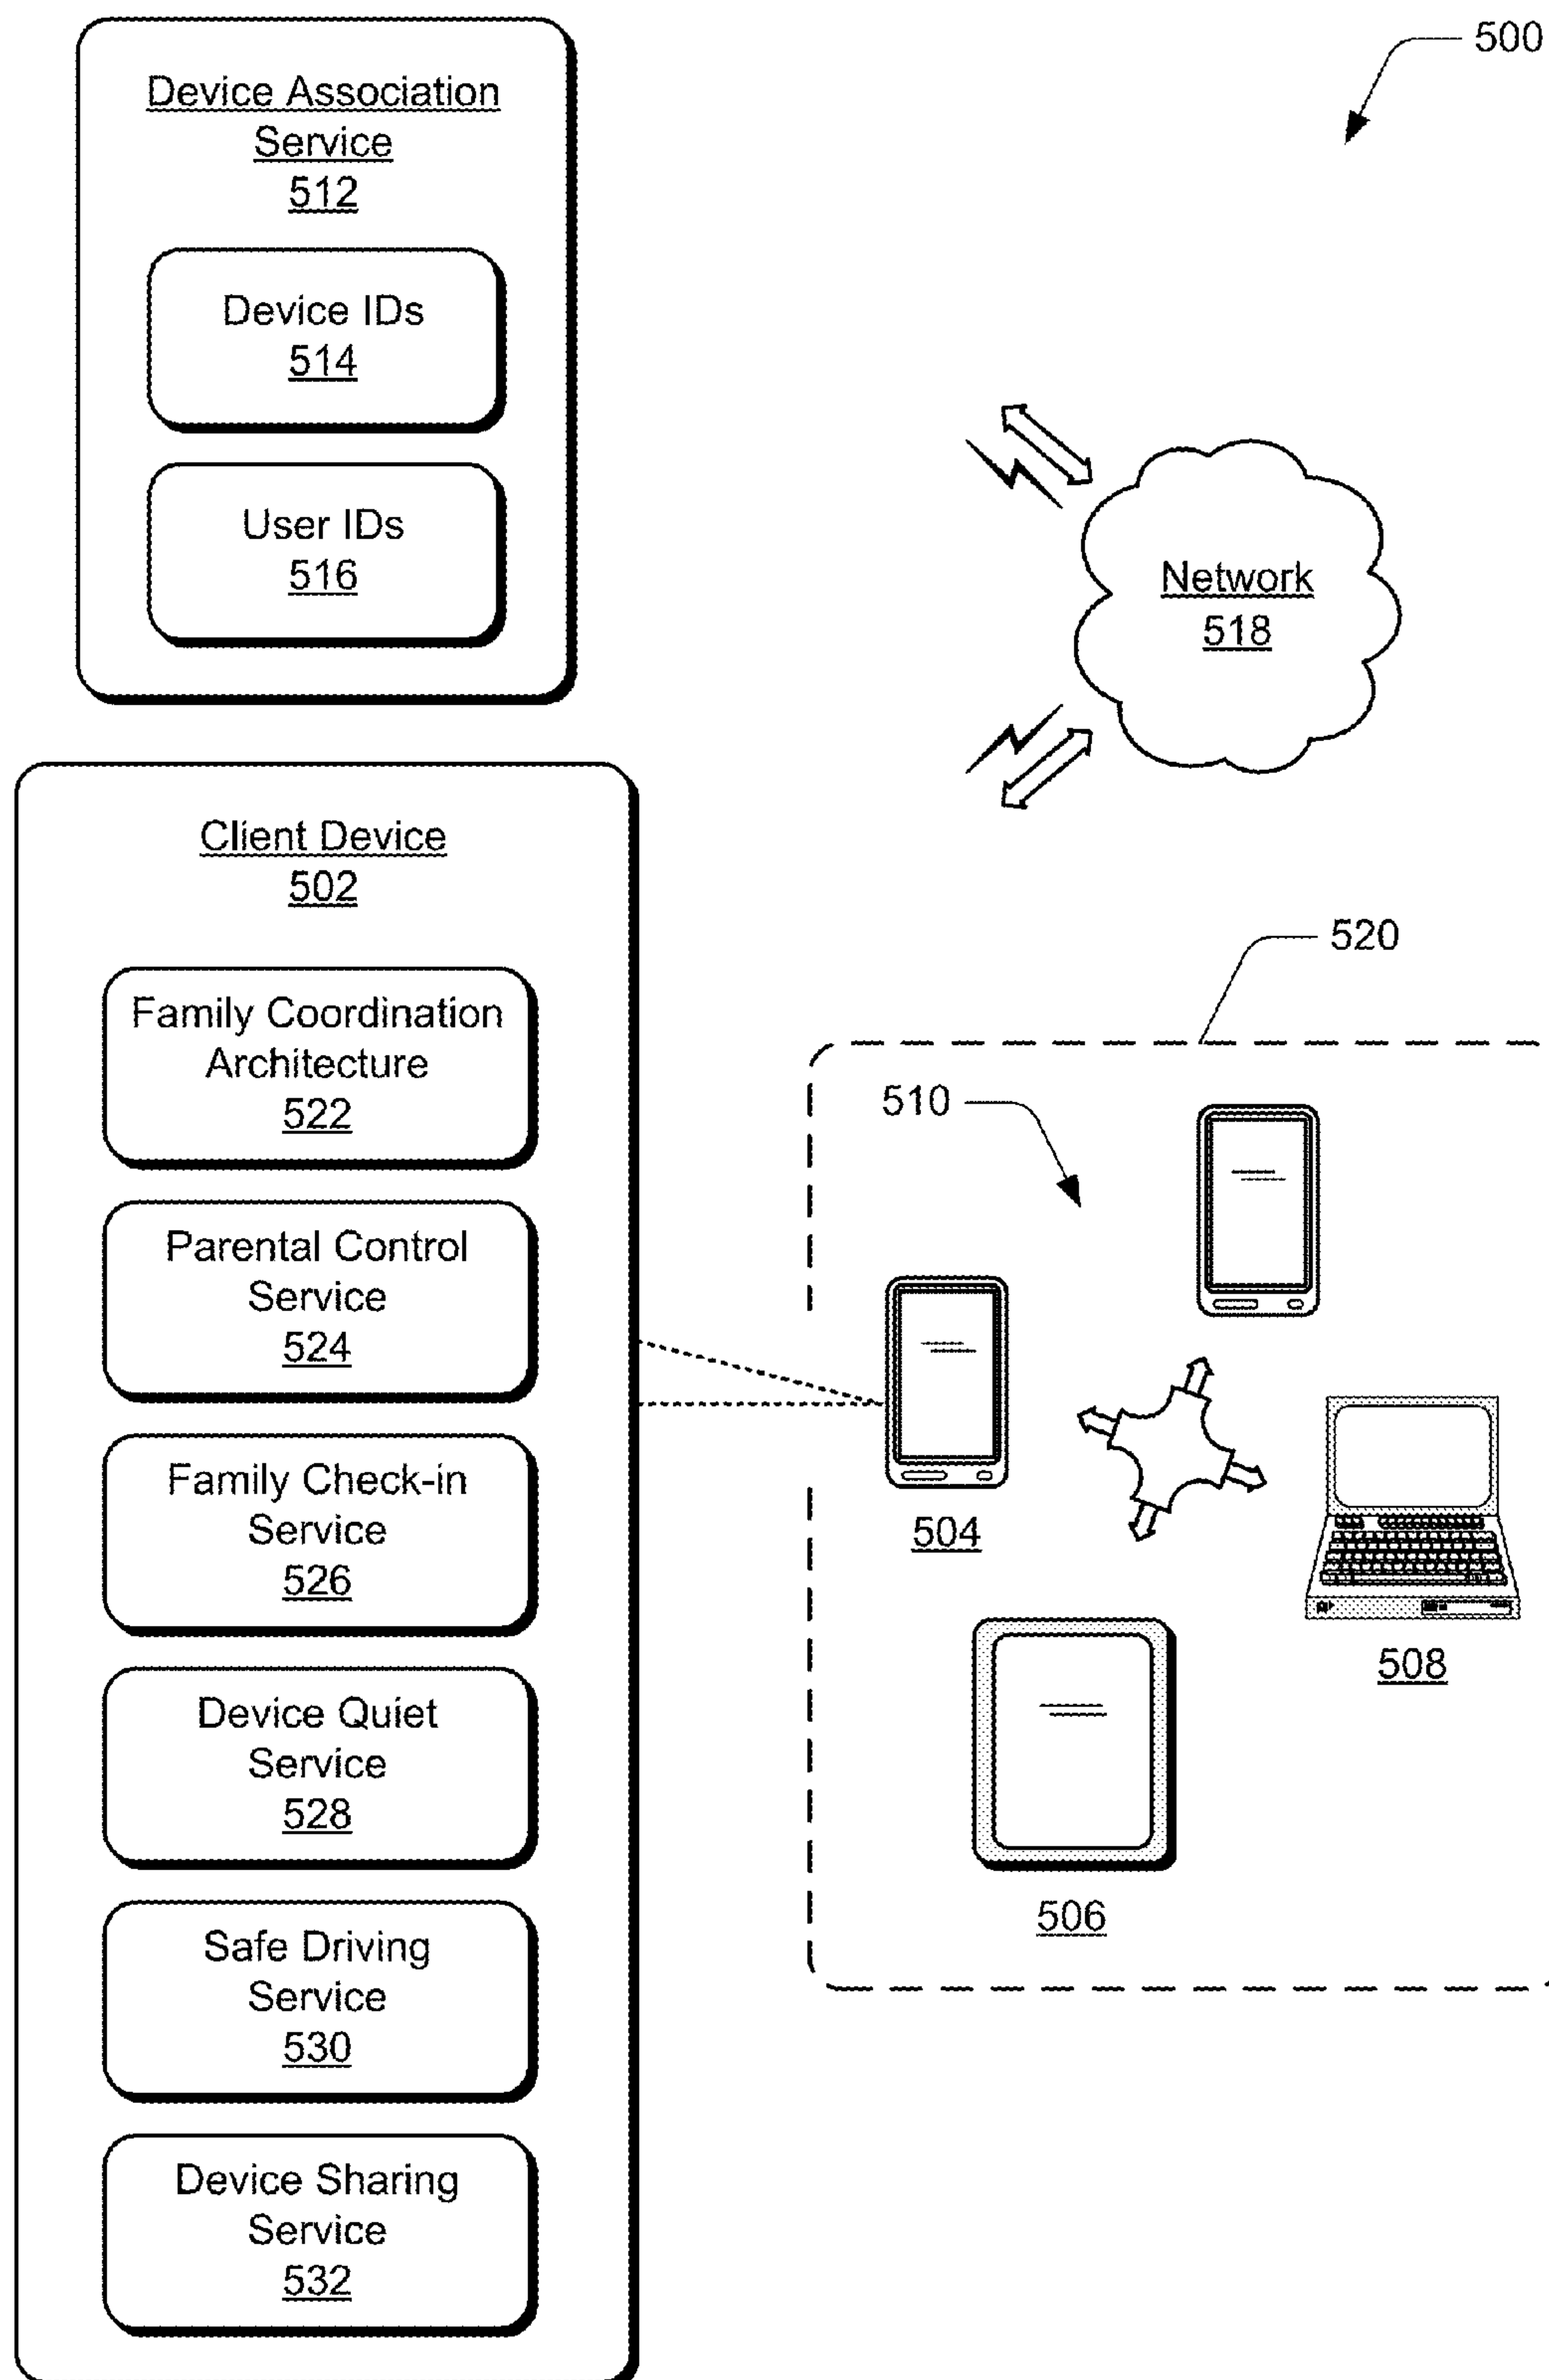 500
Device Association
Service
512
Device IDs
514
User IDs
516
Network
518
Client Device
502
Family Coordination
Architecture
522
Parental Control
Service
524
Family Check-in
Service
526
Device Quiet
Service
528
Safe Driving
Service
530
Device Sharing
Service
532
520
510
504
508
506